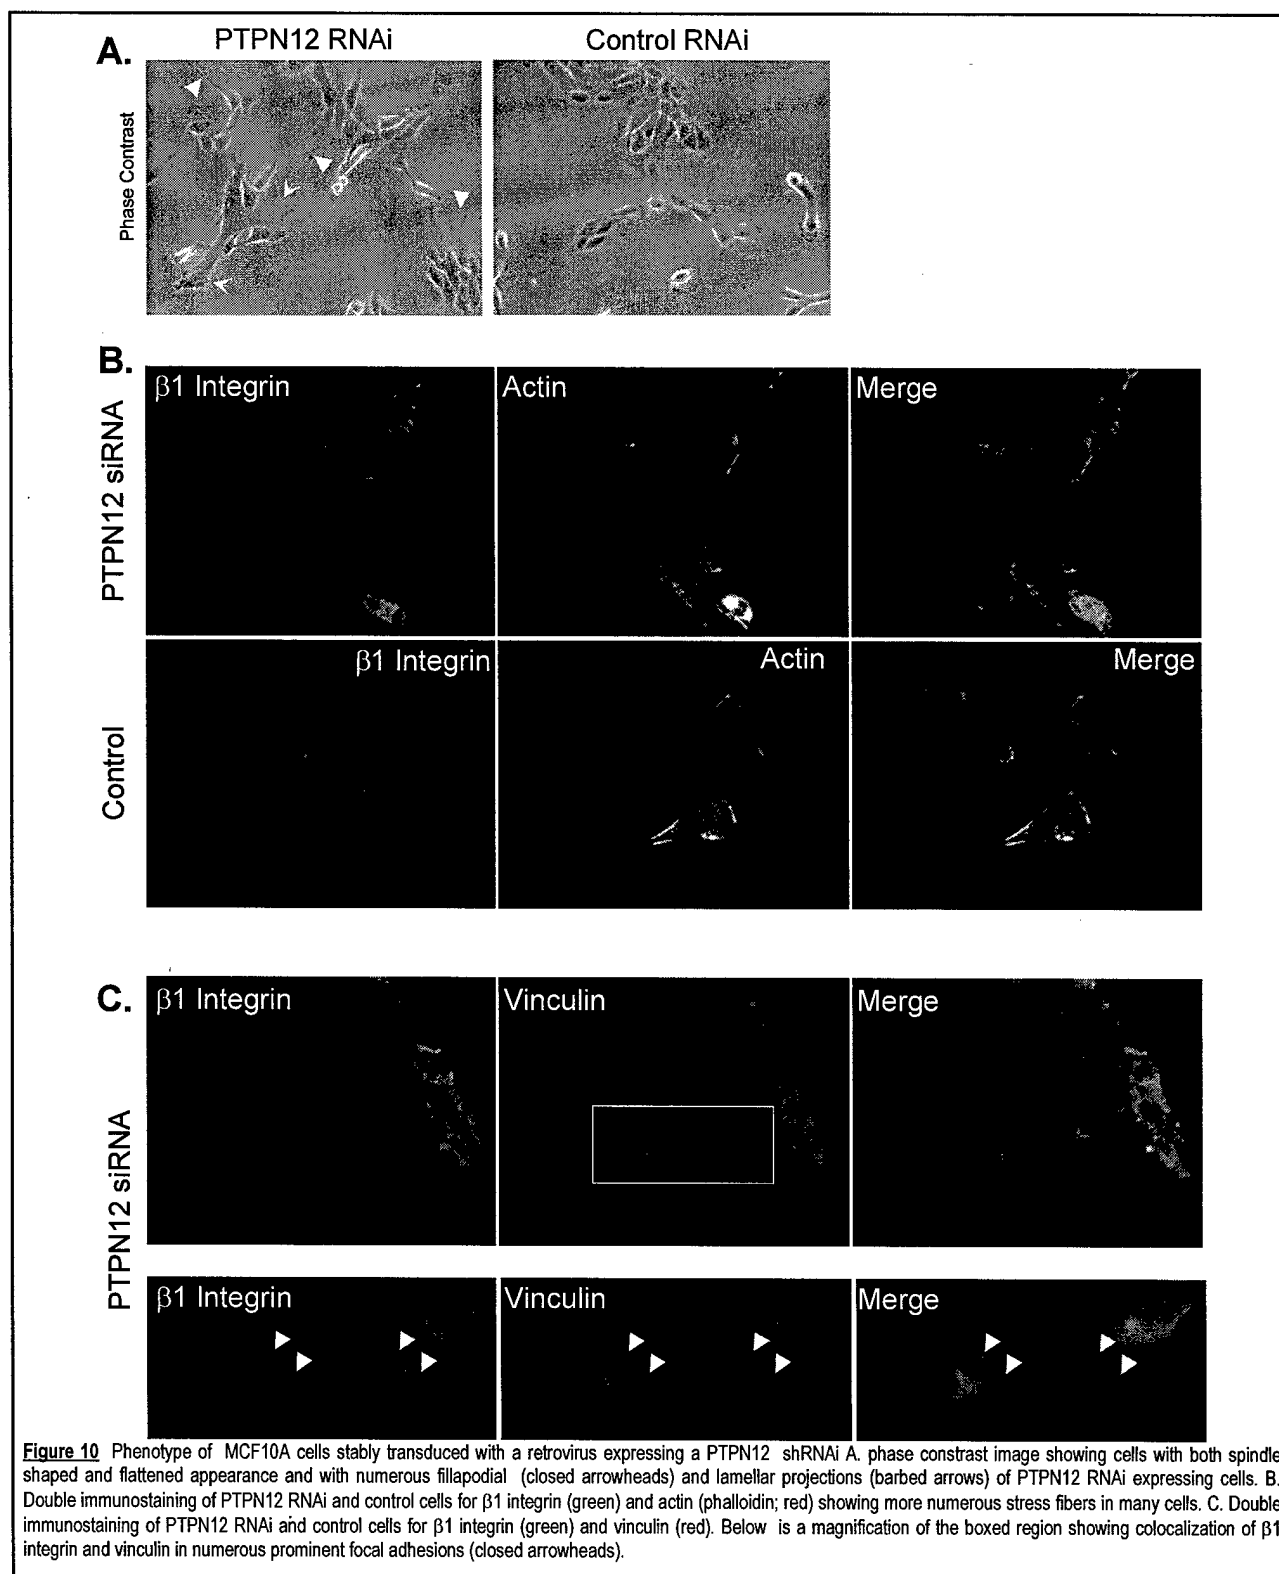 PTPN12 RNAi
Control RNAi
A.
Phase Contrast
B.
PTPN12 siRNA
β1 Integrin
Actin
Merge
Control
β1 Integrin
Actin
Merge
C.
PTPN12 siRNA
β1 Integrin
Vinculin
Merge
β1 Integrin
Vinculin
Merge
Figure 10 Phenotype of MCF10A cells stably transduced with a retrovirus expressing a PTPN12 shRNAi A. phase constrast image showing cells with both spindle
shaped and flattened appearance and with numerous fillapodial (closed arrowheads) and lamellar projections (barbed arrows) of PTPN12 RNAi expressing cells. B.
Double immunostaining of PTPN12 RNAi and control cells for β1 integrin (green) and actin (phalloidin; red) showing more numerous stress fibers in many cells. C. Double
immunostaining of PTPN12 RNAi and control cells for β1 integrin (green) and vinculin (red). Below is a magnification of the boxed region showing colocalization of β1
integrin and vinculin in numerous prominent focal adhesions (closed arrowheads).